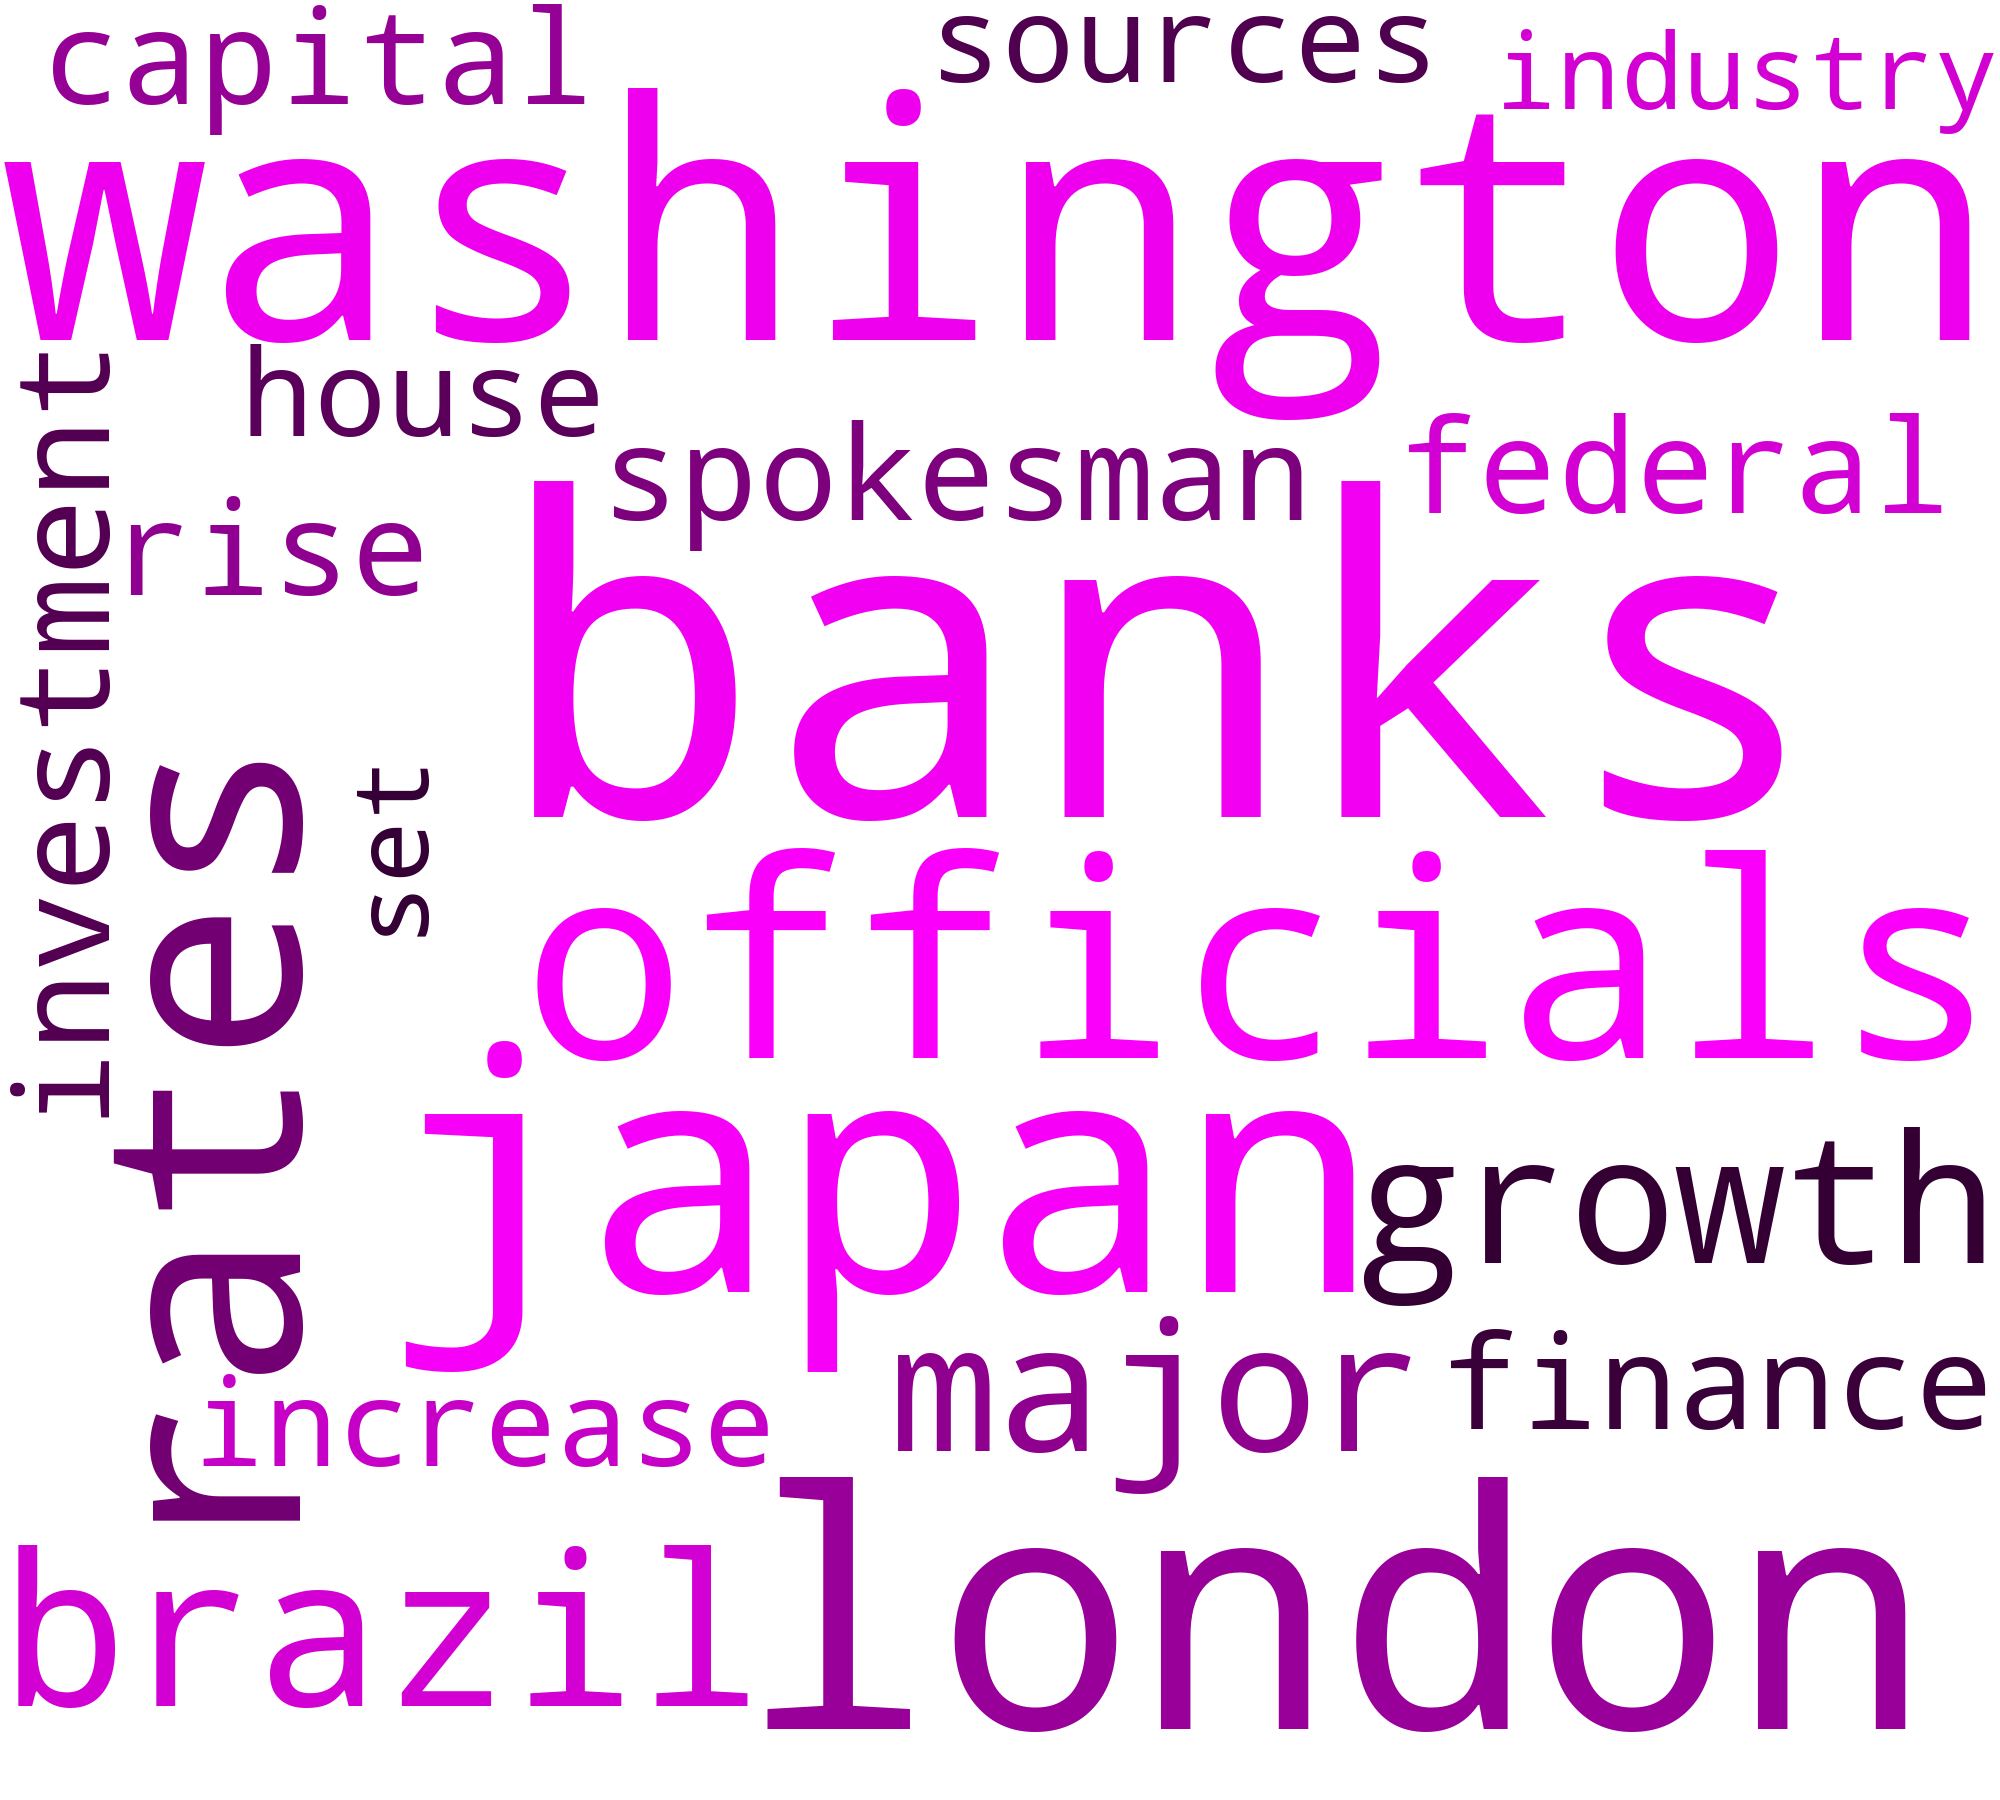 capital
sources
industry
washington
house
spokesman
federal
investment
rise
banks
rates
set
officials
japan
growth
increase
major
finance
brazil
london